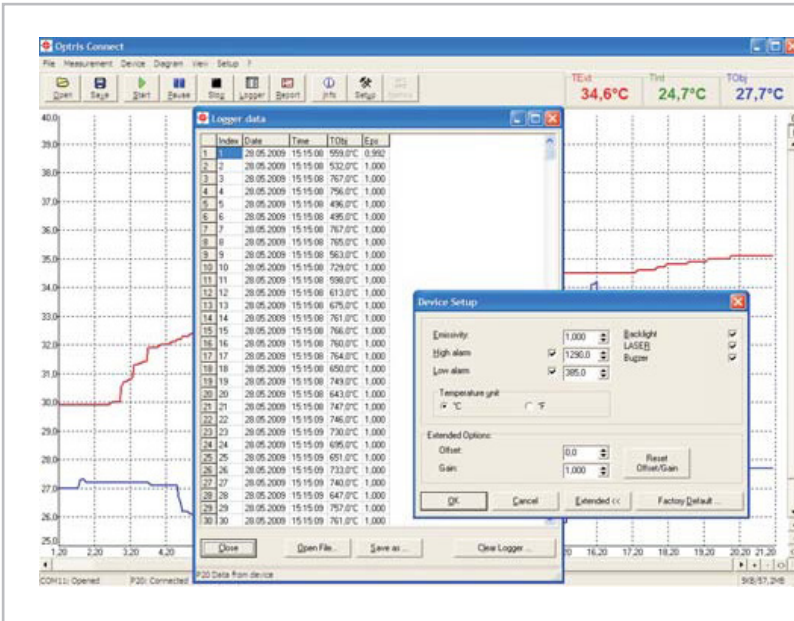 Optris Connect
File Measurement Device Diagram View Setup ?
Open Save Start Pause Stop Logger Report Info Setup
TExt TInt TObj
34,6°C 24,7°C 27,7°C
40,0
39,0
38,0
37,0
36,0
35,0
34,0
33,0
32,0
31,0
30,0
29,0
28,0
27,0
26,0
25,0
1,20 2,20 3,20 4,20
20 16,20 17,20 18,20 19,20 20,20 21,20
COM11: Opened P20: Connected
9KB/57,2MB
Logger data
Index Date Time TObj Eps
1 1 28.05.2009 15:15:08 559,0°C 0,992
2 2 28.05.2009 15:15:08 532,0°C 1,000
3 3 28.05.2009 15:15:08 767,0°C 1,000
4 4 28.05.2009 15:15:08 756,0°C 1,000
5 5 28.05.2009 15:15:08 496,0°C 1,000
6 6 28.05.2009 15:15:08 495,0°C 1,000
7 7 28.05.2009 15:15:08 767,0°C 1,000
8 8 28.05.2009 15:15:08 765,0°C 1,000
9 9 28.05.2009 15:15:08 563,0°C 1,000
10 10 28.05.2009 15:15:08 729,0°C 1,000
11 11 28.05.2009 15:15:08 598,0°C 1,000
12 12 28.05.2009 15:15:08 613,0°C 1,000
13 13 28.05.2009 15:15:08 675,0°C 1,000
14 14 28.05.2009 15:15:08 761,0°C 1,000
15 15 28.05.2009 15:15:08 766,0°C 1,000
16 16 28.05.2009 15:15:08 760,0°C 1,000
17 17 28.05.2009 15:15:08 764,0°C 1,000
18 18 28.05.2009 15:15:08 650,0°C 1,000
19 19 28.05.2009 15:15:08 749,0°C 1,000
20 20 28.05.2009 15:15:08 643,0°C 1,000
21 21 28.05.2009 15:15:08 747,0°C 1,000
22 22 28.05.2009 15:15:09 746,0°C 1,000
23 23 28.05.2009 15:15:09 730,0°C 1,000
24 24 28.05.2009 15:15:09 695,0°C 1,000
25 25 28.05.2009 15:15:09 651,0°C 1,000
26 26 28.05.2009 15:15:09 733,0°C 1,000
27 27 28.05.2009 15:15:09 740,0°C 1,000
28 28 28.05.2009 15:15:09 647,0°C 1,000
29 29 28.05.2009 15:15:09 757,0°C 1,000
30 30 28.05.2009 15:15:09 761,0°C 1,000
Close Open File... Save as ... Clear Logger ...
P20 Data from device
Device Setup
Emissivity: 1,000 Backlight
High alarm 1290,0 LASER
Low alarm 385,0 Buzzer
Temperature unit
°C °F
Extended Options:
Offset: 0,0
Gain: 1,000
Reset
Offset/Gain
OK Cancel Extended << Factory Default ...